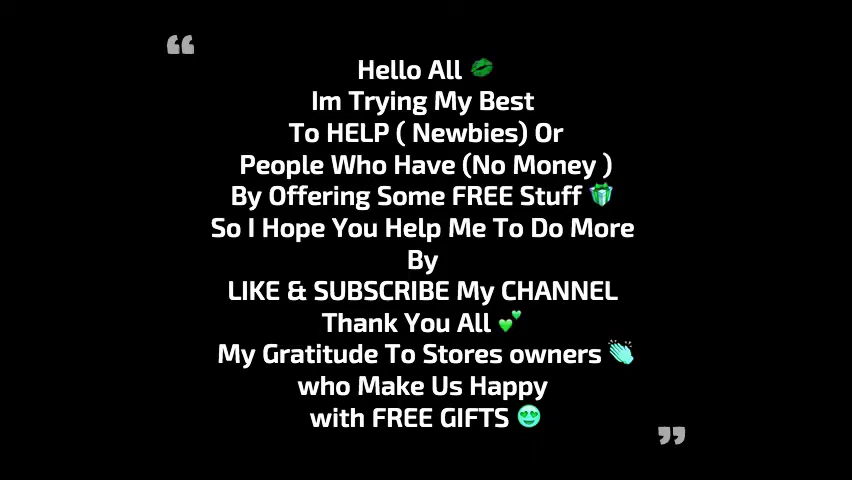 “
Hello All 💋
Im Trying My Best
To HELP ( Newbies) Or
People Who Have (No Money )
By Offering Some FREE Stuff 🎁
So I Hope You Help Me To Do More
By
LIKE & SUBSCRIBE My CHANNEL
Thank You All 💕
My Gratitude To Stores owners 👏
who Make Us Happy
with FREE GIFTS 😍
”